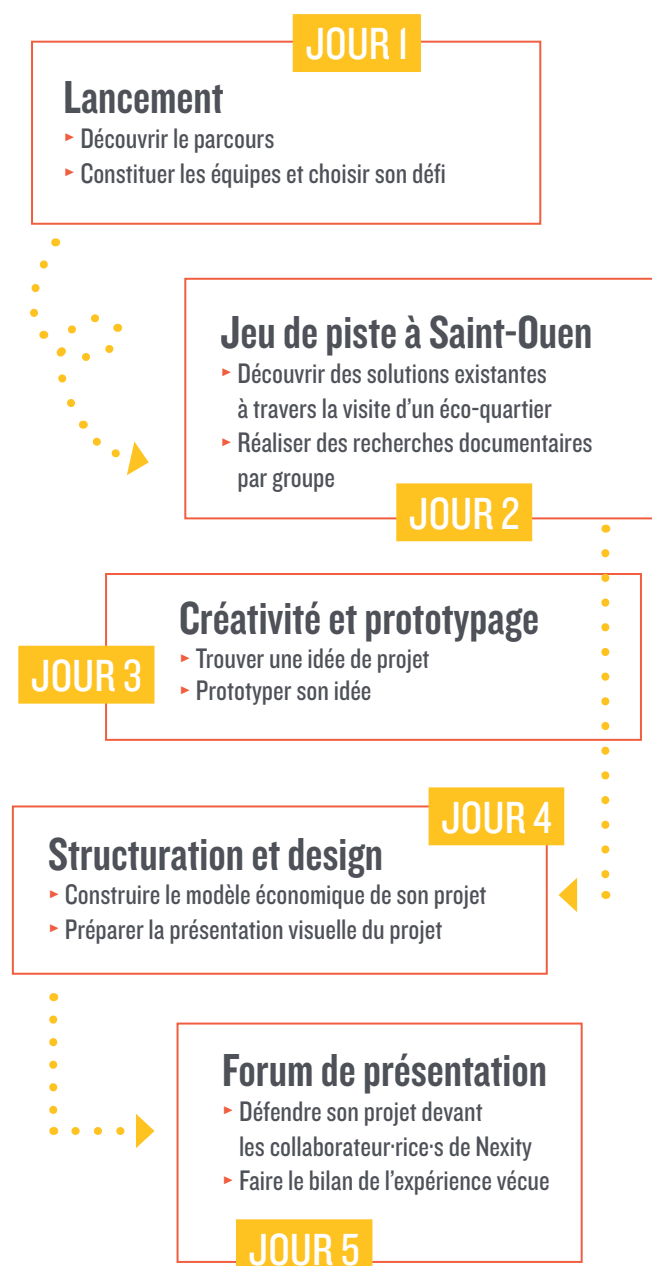 JOUR 1
Lancement
▸ Découvrir le parcours
▸ Constituer les équipes et choisir son défi
Jeu de piste à Saint-Ouen
▸ Découvrir des solutions existantes
à travers la visite d'un éco-quartier
▸ Réaliser des recherches documentaires
par groupe
JOUR 2
Créativité et prototypage
JOUR 3
▸ Trouver une idée de projet
▸ Prototyper son idée
JOUR 4
Structuration et design
▸ Construire le modèle économique de son projet
▸ Préparer la présentation visuelle du projet
Forum de présentation
▸ Défendre son projet devant
les collaborateur·rice·s de Nexity
▸ Faire le bilan de l'expérience vécue
JOUR 5